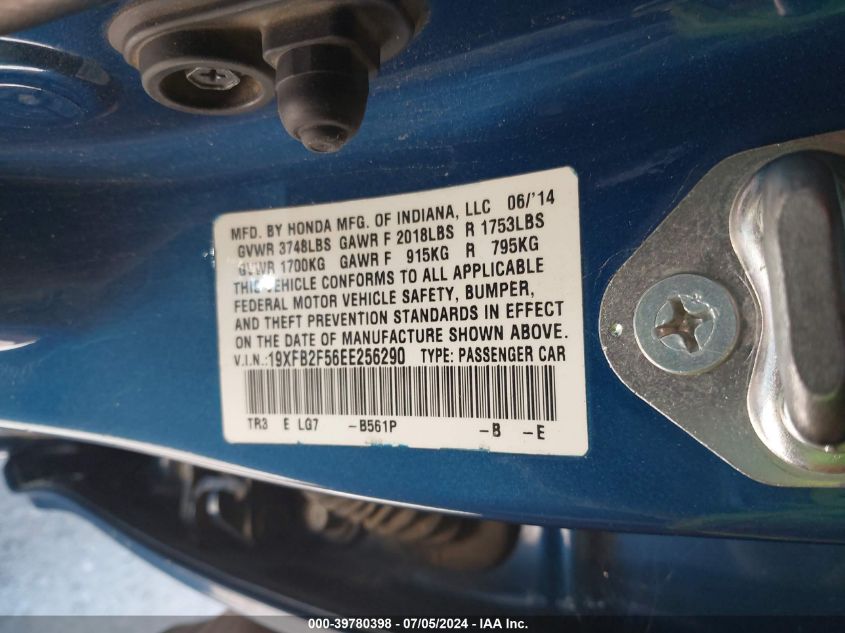 MFD. BY HONDA MFG. OF INDIANA, LLC 06/'14
GVWR 3748LBS GAWR F 2018LBS R 1753LBS
GVWR 1700KG GAWR F 915KG R 795KG
THIS VEHICLE CONFORMS TO ALL APPLICABLE
FEDERAL MOTOR VEHICLE SAFETY, BUMPER,
AND THEFT PREVENTION STANDARDS IN EFFECT
ON THE DATE OF MANUFACTURE SHOWN ABOVE.
V.I.N.:19XFB2F56EE256290 TYPE: PASSENGER CAR
TR3 E LG7 -B561P -B -E
000-39780398 - 07/05/2024 - IAA Inc.